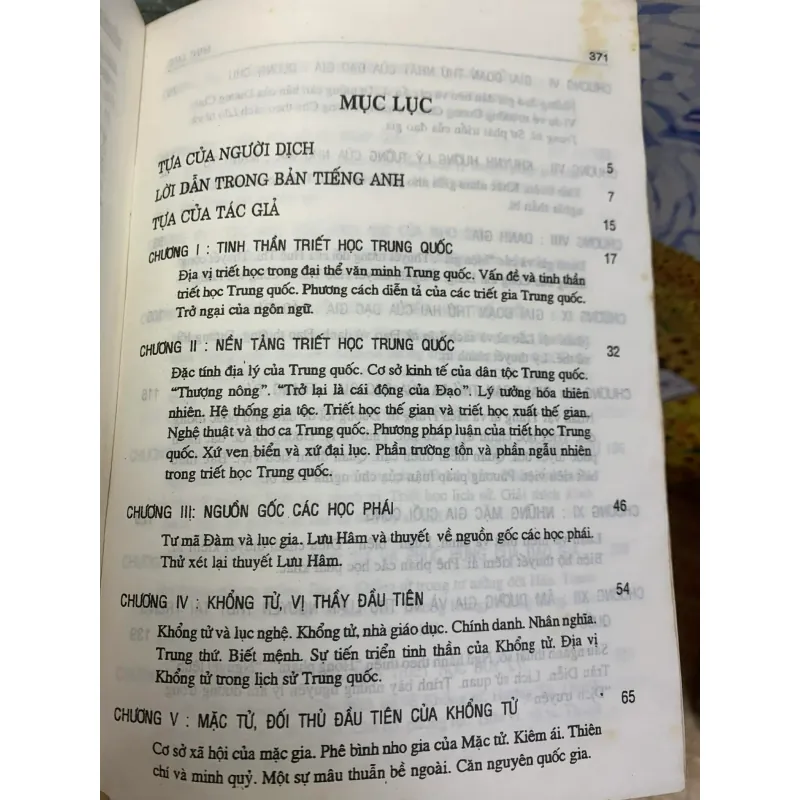 371
MỤC LỤC
TỰA CỦA NGƯỜI DỊCH 5
LỜI DẪN TRONG BẢN TIẾNG ANH 7
TỰA CỦA TÁC GIẢ 15
CHƯƠNG I : TINH THẦN TRIẾT HỌC TRUNG QUỐC 17
Địa vị triết học trong đại thể văn minh Trung quốc. Vấn đề và tinh thần
triết học Trung quốc. Phương cách diễn tả của các triết gia Trung quốc.
Trở ngại của ngôn ngữ.
CHƯƠNG II : NỀN TẢNG TRIẾT HỌC TRUNG QUỐC 32
Đặc tính địa lý của Trung quốc. Cơ sở kinh tế của dân tộc Trung quốc.
“Thượng nông”. “Trở lại là cái động của Đạo”. Lý tưởng hóa thiên
nhiên. Hệ thống gia tộc. Triết học thế gian và triết học xuất thế gian.
Nghệ thuật và thơ ca Trung quốc. Phương pháp luận của triết học Trung
quốc. Xứ ven biển và xứ đại lục. Phần trường tồn và phần ngẫu nhiên
trong triết học Trung quốc.
CHƯƠNG III: NGUỒN GỐC CÁC HỌC PHÁI 46
Tư mã Đàm và lục gia. Lưu Hâm và thuyết về nguồn gốc các học phái.
Thử xét lại thuyết Lưu Hâm.
CHƯƠNG IV : KHỔNG TỬ, VỊ THẦY ĐẦU TIÊN 54
Khổng tử và lục nghệ. Khổng tử, nhà giáo dục. Chính danh. Nhân nghĩa.
Trung thứ. Biết mệnh. Sự tiến triển tinh thần của Khổng tử. Địa vị
Khổng tử trong lịch sử Trung quốc.
CHƯƠNG V : MẶC TỬ, ĐỐI THỦ ĐẦU TIÊN CỦA KHỔNG TỬ 65
Cơ sở xã hội của mặc gia. Phê bình nho gia của Mặc tử. Kiêm ái. Thiên
chí và minh quỷ. Một sự mâu thuẫn bề ngoài. Căn nguyên quốc gia.